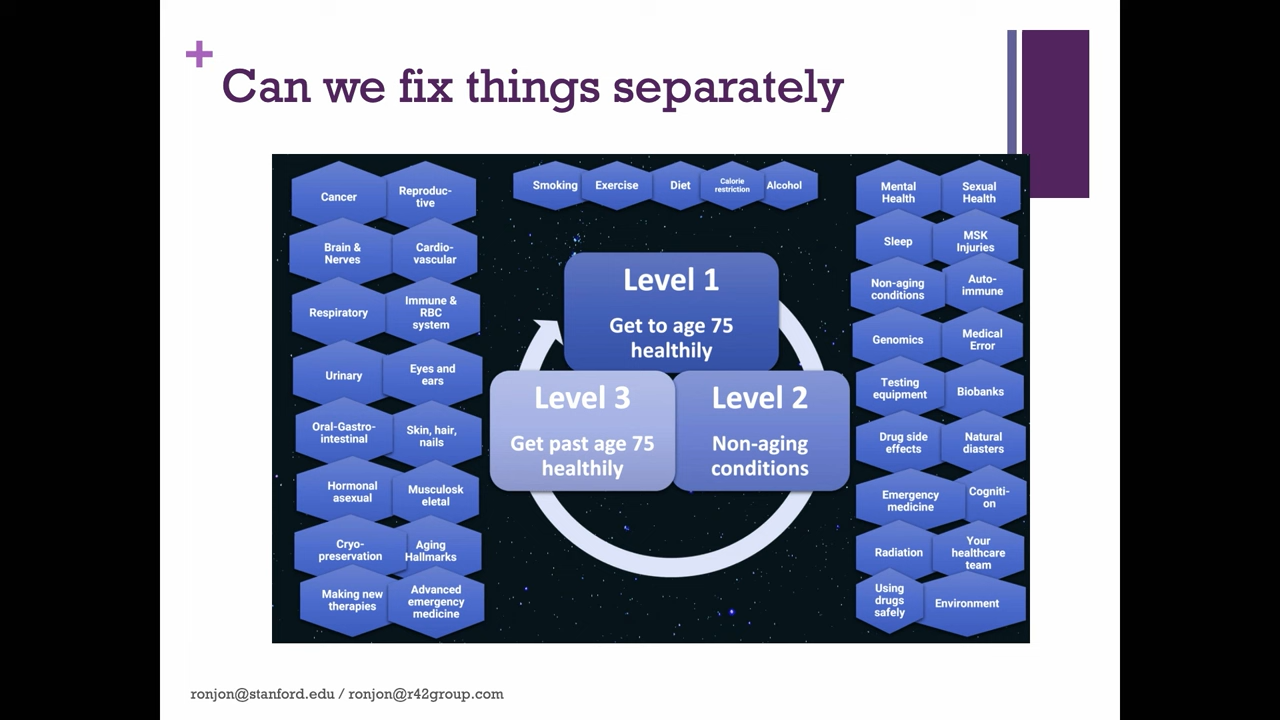 +
Can we fix things separately
Cancer
Reproduc-
tive
Brain &
Nerves
Cardio-
vascular
Respiratory
Immune &
RBC
system
Urinary
Eyes and
ears
Oral-Gastro-
intestinal
Skin, hair,
nails
Hormonal
asexual
Musculosk
eletal
Cryo-
preservation
Aging
Hallmarks
Making new
therapies
Advanced
emergency
medicine
Smoking
Exercise
Diet
Calorie
restriction
Alcohol
Level 1
Get to age 75
healthily
Level 3
Get past age 75
healthily
Level 2
Non-aging
conditions
Mental
Health
Sexual
Health
Sleep
MSK
Injuries
Non-aging
conditions
Auto-
immune
Genomics
Medical
Error
Testing
equipment
Biobanks
Drug side
effects
Natural
diasters
Emergency
medicine
Cogniti-
on
Radiation
Your
healthcare
team
Using
drugs
safely
Environment
ronjon@stanford.edu / ronjon@r42group.com